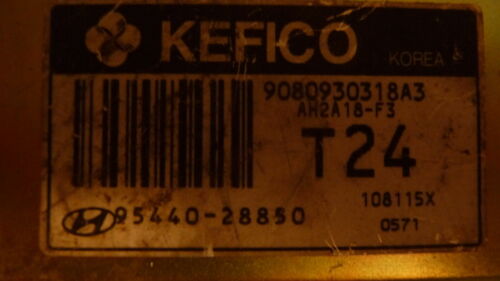 KEFICO
KOREA
9080930318A3
AH2A18-F3
T24
108115X
95440-28850
0571